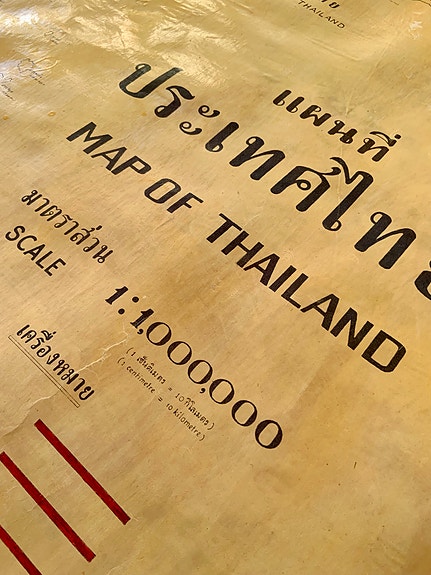 THAILAND
แผนที่
ประเทศไทย
MAP OF THAILAND
มาตราส่วน
SCALE
1:1,000,000
(1 เซ็นติเมตร = 10 กิโลเมตร)
(1 centimetre = 10 kilometre)
เครื่องหมาย